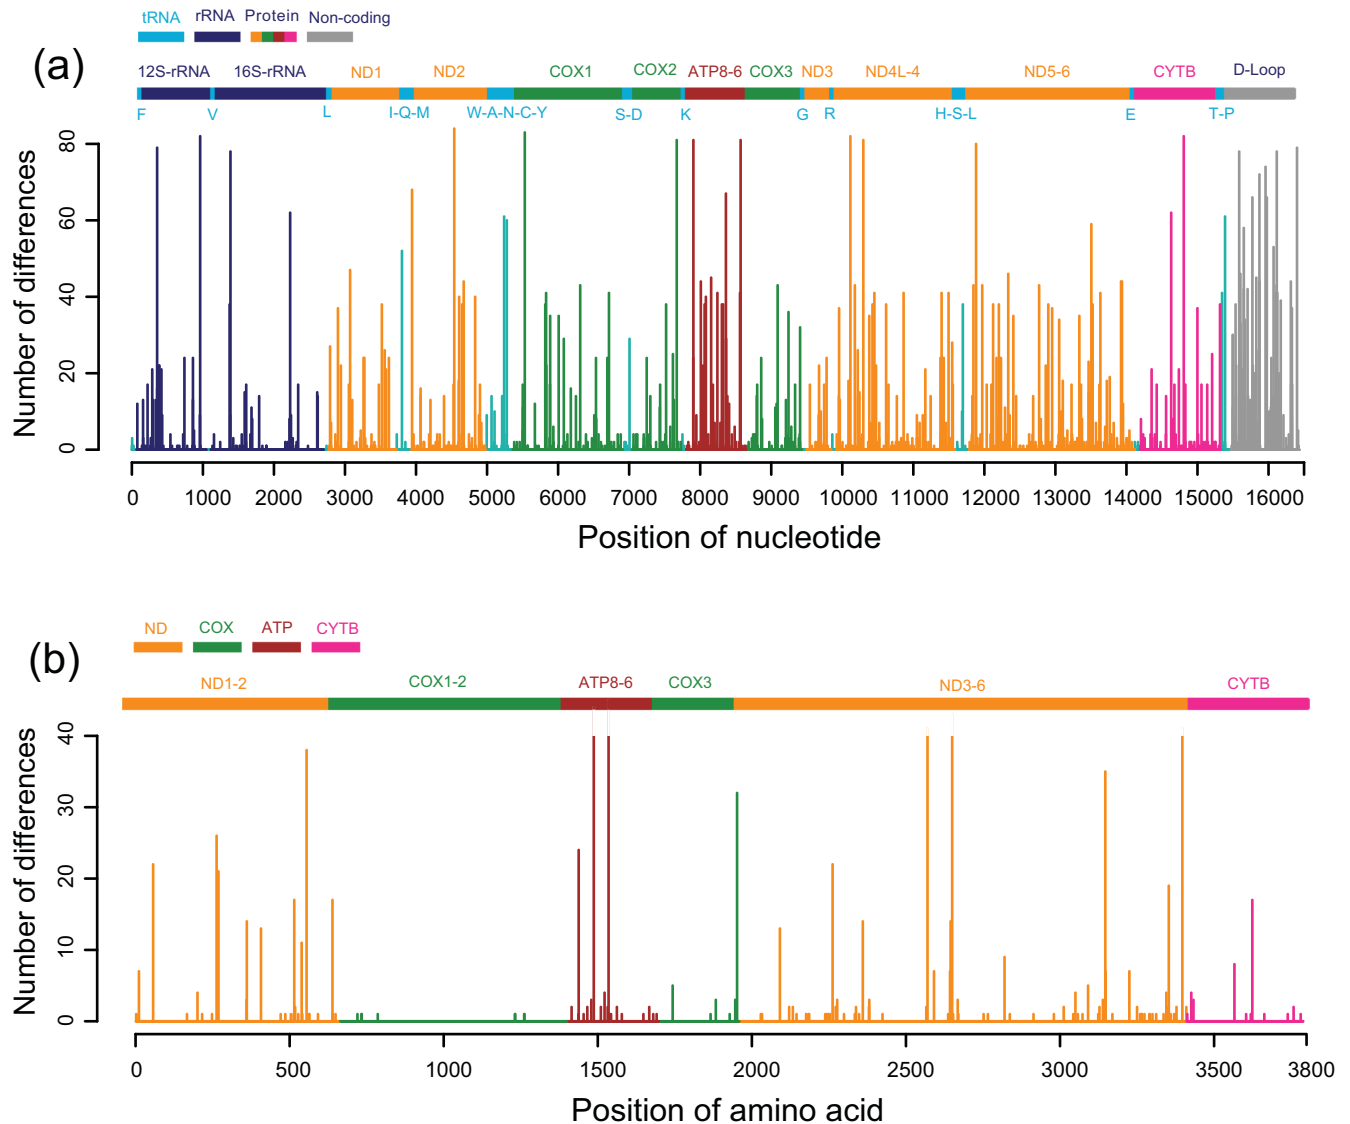 tRNA rRNA Protein Non-coding
(a)
12S-rRNA 16S-rRNA ND1 ND2 COX1 COX2 ATP8-6 COX3 ND3 ND4L-4 ND5-6 CYTB D-Loop
F V L I-Q-M W-A-N-C-Y S-D K G R H-S-L E T-P
Number of differences
80
60
40
20
0
0 1000 2000 3000 4000 5000 6000 7000 8000 9000 10000 11000 12000 13000 14000 15000 16000
Position of nucleotide
(b)
ND COX ATP CYTB
ND1-2 COX1-2 ATP8-6 COX3 ND3-6 CYTB
Number of differences
40
30
20
10
0
0 500 1000 1500 2000 2500 3000 3500 3800
Position of amino acid